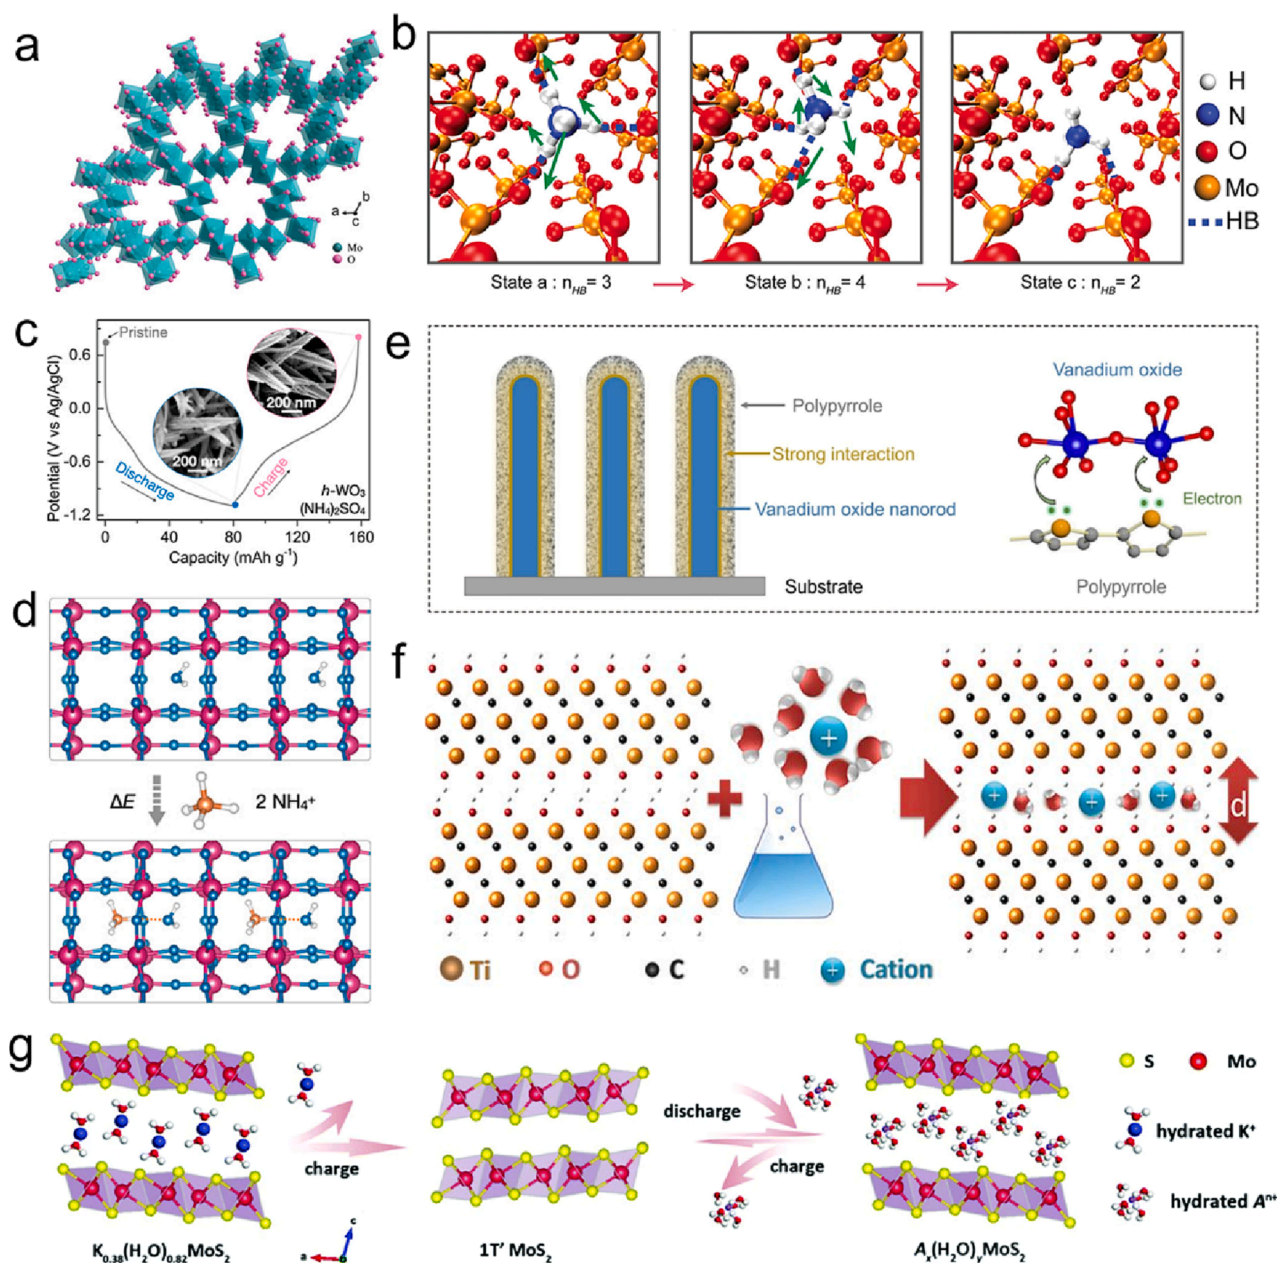 a
a
b
c
Mo
O
b
H
N
O
Mo
HB
State a : n_HB = 3
State b : n_HB = 4
State c : n_HB = 2
c
Pristine
200 nm
200 nm
Discharge
Charge
h-WO₃
(NH₄)₂SO₄
0.6
0.0
-0.6
-1.2
Potential (V vs Ag/AgCl)
0
40
80
120
160
Capacity (mAh g⁻¹)
e
Polypyrrole
Strong interaction
Vanadium oxide nanorod
Substrate
Vanadium oxide
Electron
Polypyrrole
d
ΔE
2 NH₄⁺
f
+
+
+
+
+
d
Ti
O
C
H
+
Cation
g
charge
discharge
charge
S
Mo
hydrated K⁺
hydrated Aⁿ⁺
c
a
b
K₀.₃₈(H₂O)₀.₈₂MoS₂
1T′ MoS₂
Aₓ(H₂O)ᵧMoS₂